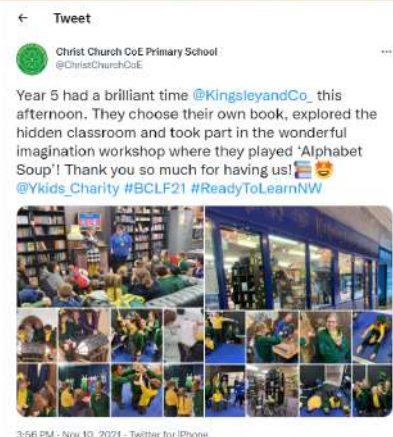 ← Tweet
Christ Church CoE Primary School
@ChristChurchCoE
Year 5 had a brilliant time @KingsleyandCo_ this
afternoon. They choose their own book, explored the
hidden classroom and took part in the wonderful
imagination workshop where they played ‘Alphabet
Soup’! Thank you so much for having us!📚🤩
@Ykids_Charity #BCLF21 #ReadyToLearnNW
3:56 PM · Nov 10, 2021 · Twitter for iPhone